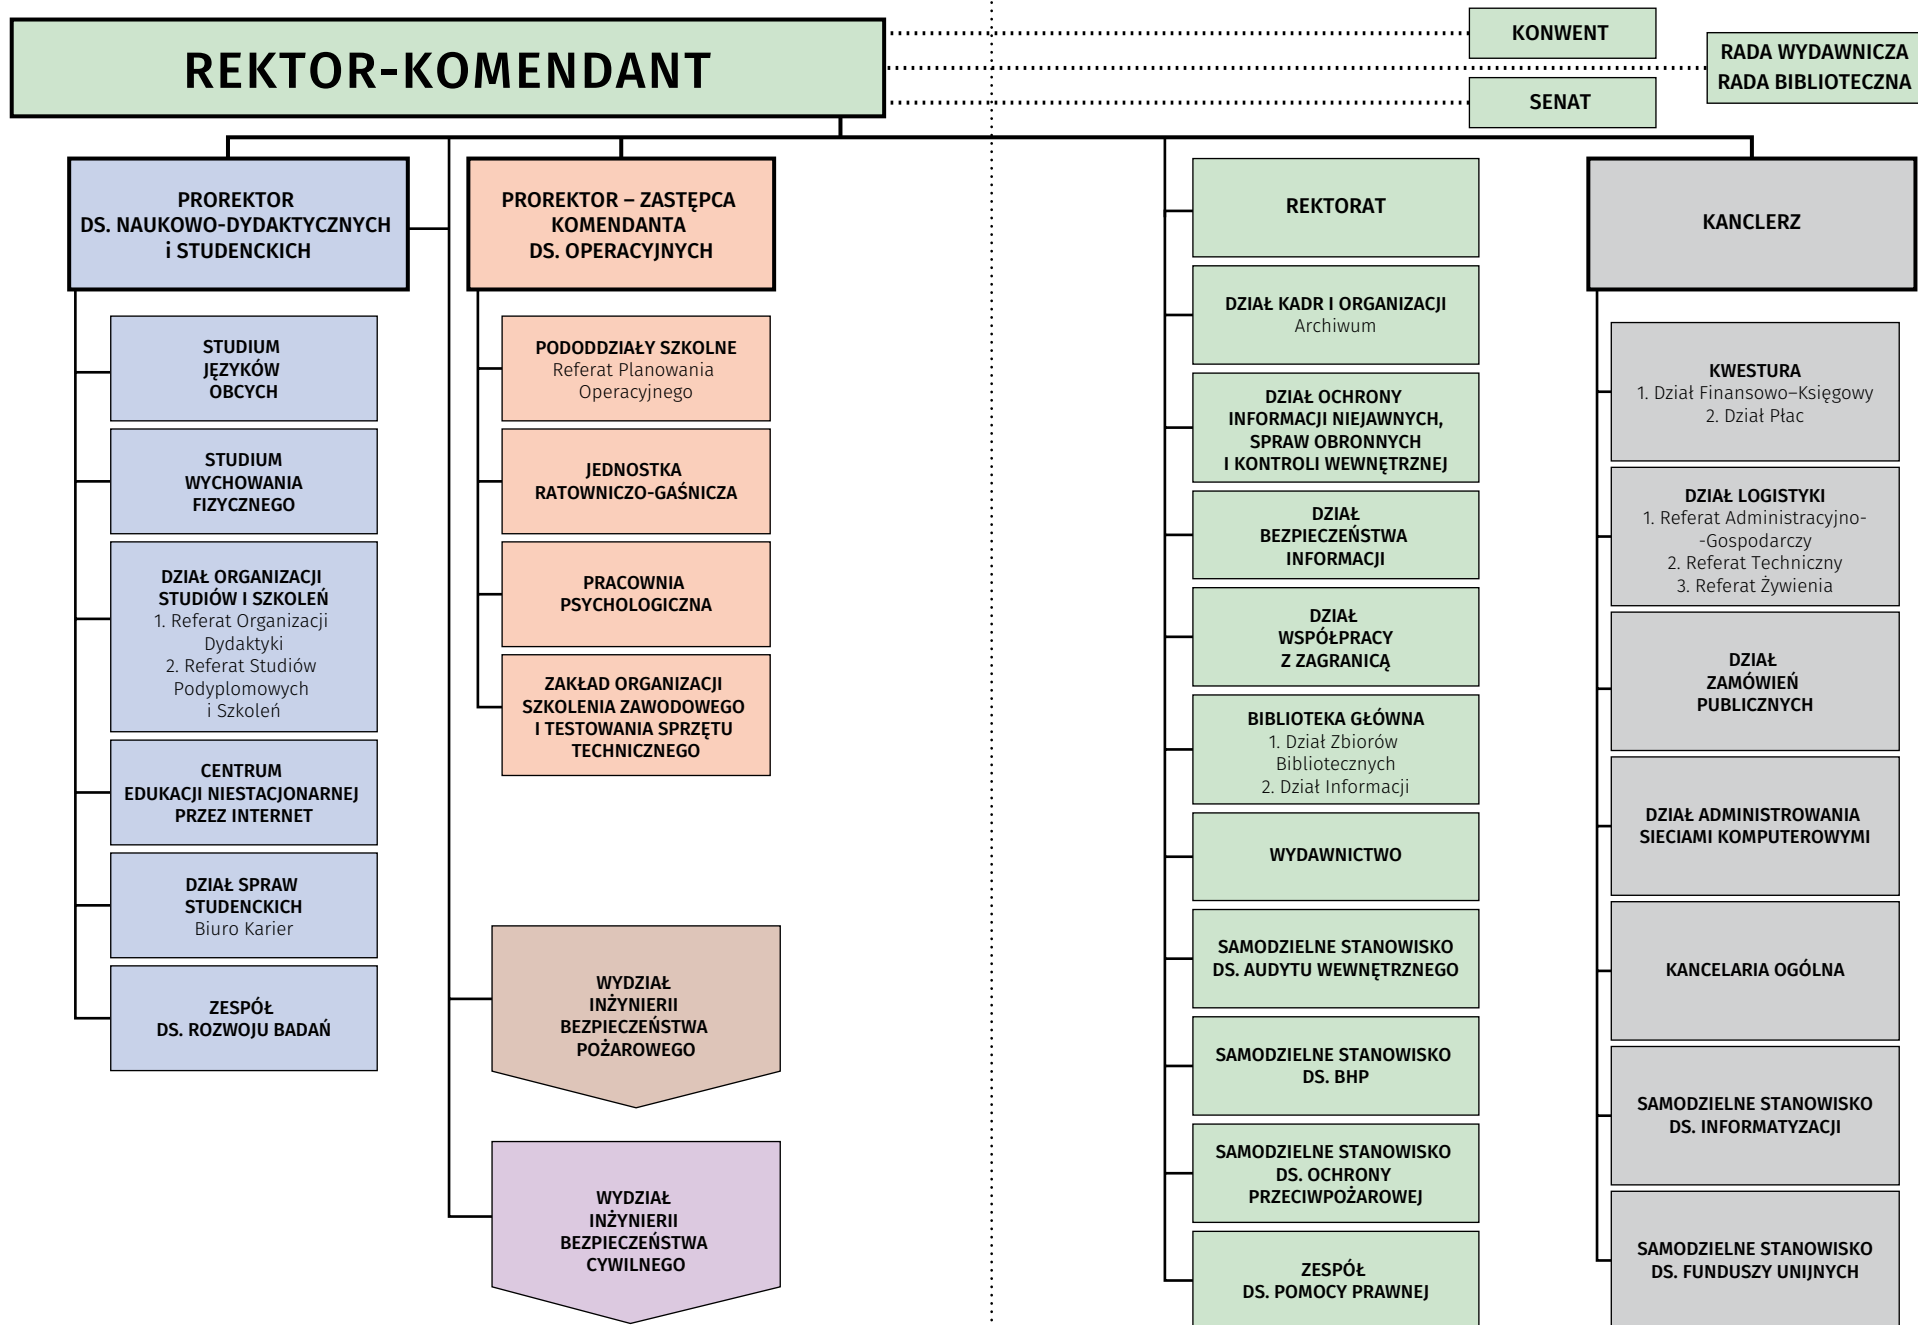 REKTOR-KOMENDANT
KONWENT
SENAT
RADA WYDAWNICZA
RADA BIBLIOTECZNA
PROREKTOR
DS. NAUKOWO-DYDAKTYCZNYCH
i STUDENCKICH
STUDIUM
JĘZYKÓW
OBCYCH
STUDIUM
WYCHOWANIA
FIZYCZNEGO
DZIAŁ ORGANIZACJI
STUDIÓW I SZKOLEŃ
1. Referat Organizacji
Dydaktyki
2. Referat Studiów
Podyplomowych
i Szkoleń
CENTRUM
EDUKACJI NIESTACJONARNEJ
PRZEZ INTERNET
DZIAŁ SPRAW
STUDENCKICH
Biuro Karier
ZESPÓŁ
DS. ROZWOJU BADAŃ
PROREKTOR – ZASTĘPCA
KOMENDANTA
DS. OPERACYJNYCH
PODODDZIAŁY SZKOLNE
Referat Planowania
Operacyjnego
JEDNOSTKA
RATOWNICZO-GAŚNICZA
PRACOWNIA
PSYCHOLOGICZNA
ZAKŁAD ORGANIZACJI
SZKOLENIA ZAWODOWEGO
I TESTOWANIA SPRZĘTU
TECHNICZNEGO
WYDZIAŁ
INŻYNIERII
BEZPIECZEŃSTWA
POŻAROWEGO
WYDZIAŁ
INŻYNIERII
BEZPIECZEŃSTWA
CYWILNEGO
REKTORAT
DZIAŁ KADR I ORGANIZACJI
Archiwum
DZIAŁ OCHRONY
INFORMACJI NIEJAWNYCH,
SPRAW OBRONNYCH
I KONTROLI WEWNĘTRZNEJ
DZIAŁ
BEZPIECZEŃSTWA
INFORMACJI
DZIAŁ
WSPÓŁPRACY
Z ZAGRANICĄ
BIBLIOTEKA GŁÓWNA
1. Dział Zbiorów
Bibliotecznych
2. Dział Informacji
WYDAWNICTWO
SAMODZIELNE STANOWISKO
DS. AUDYTU WEWNĘTRZNEGO
SAMODZIELNE STANOWISKO
DS. BHP
SAMODZIELNE STANOWISKO
DS. OCHRONY
PRZECIWPOŻAROWEJ
ZESPÓŁ
DS. POMOCY PRAWNEJ
KANCLERZ
KWESTURA
1. Dział Finansowo–Księgowy
2. Dział Płac
DZIAŁ LOGISTYKI
1. Referat Administracyjno-
-Gospodarczy
2. Referat Techniczny
3. Referat Żywienia
DZIAŁ
ZAMÓWIEŃ
PUBLICZNYCH
DZIAŁ ADMINISTROWANIA
SIECIAMI KOMPUTEROWYMI
KANCELARIA OGÓLNA
SAMODZIELNE STANOWISKO
DS. INFORMATYZACJI
SAMODZIELNE STANOWISKO
DS. FUNDUSZY UNIJNYCH